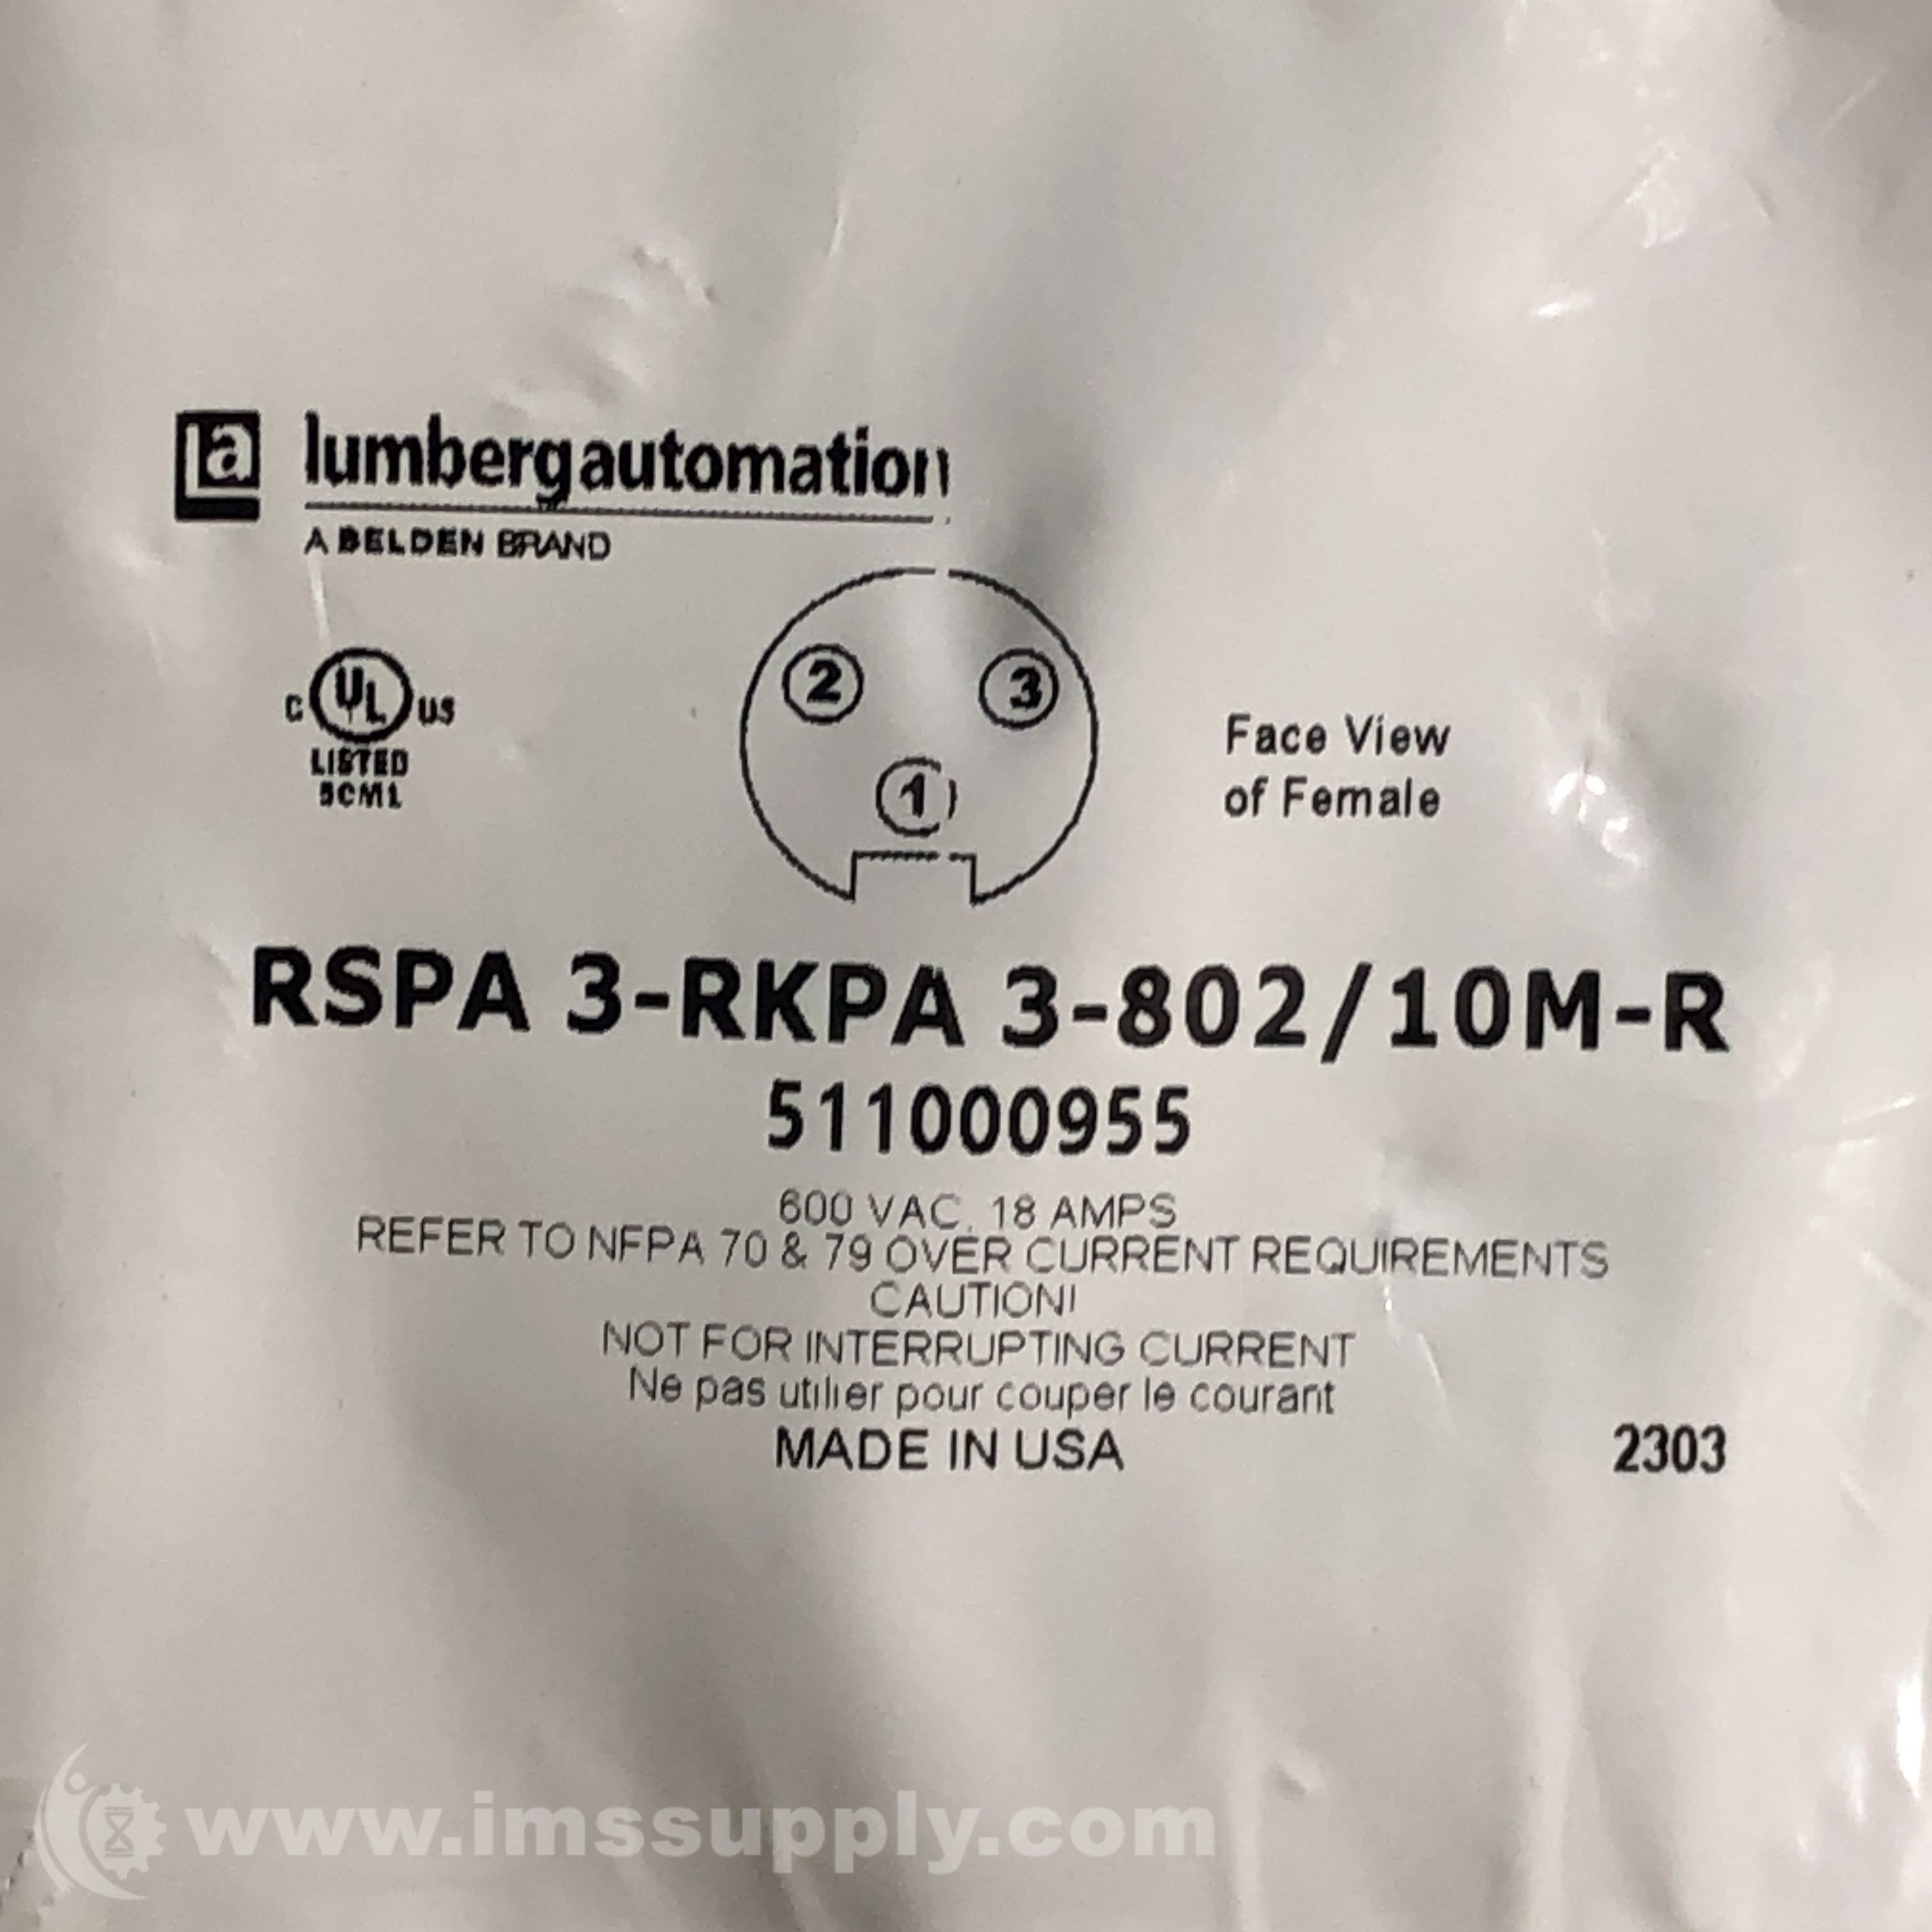 la lumbergautomation
A BELDEN BRAND
C UL US
LISTED
5CM1
2 3
1
Face View
of Female
RSPA 3-RKPA 3-802/10M-R
511000955
600 VAC, 18 AMPS
REFER TO NFPA 70 & 79 OVER CURRENT REQUIREMENTS
CAUTION!
NOT FOR INTERRUPTING CURRENT
Ne pas utilier pour couper le courant
MADE IN USA
2303
www.imssupply.com